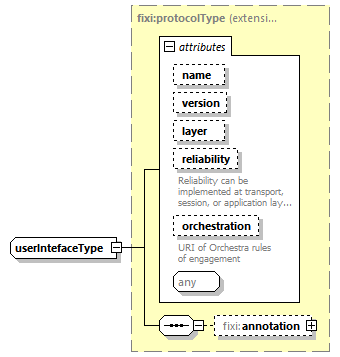 fixi:protocolType (extensi...
attributes
name
version
layer
reliability
Reliability can be
implemented at transport,
session, or application lay...
orchestration
URI of Orchestra rules
of engagement
any
userIntefaceType
fixi:annotation